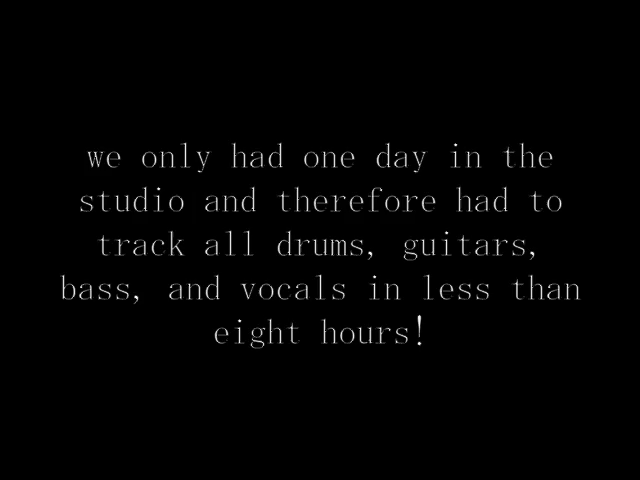 we only had one day in the
studio and therefore had to
track all drums, guitars,
bass, and vocals in less than
eight hours!